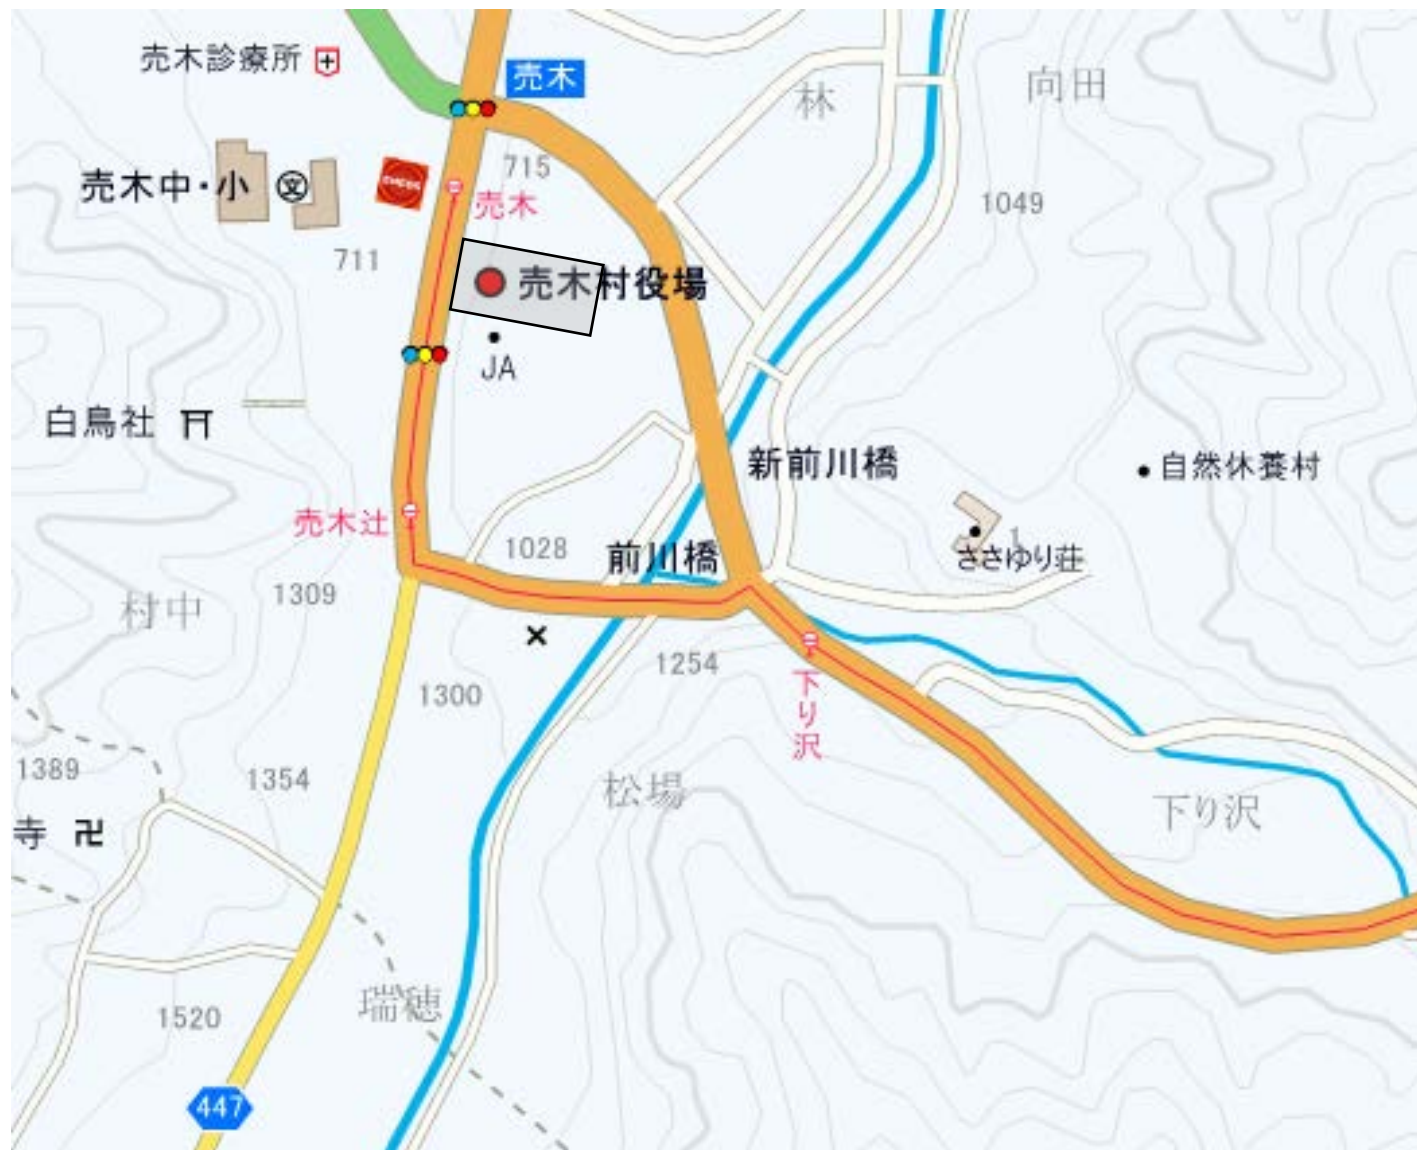 売木診療所
売木
林
向田
715
売木中・小
ENEOS
売木
1049
711
売木村役場
JA
白鳥社
新前川橋
自然休養村
売木辻
1028
前川橋
1
ささゆり荘
1309
村中
1254
1300
下り沢
1389
1354
松場
下り沢
寺
瑞穂
1520
447